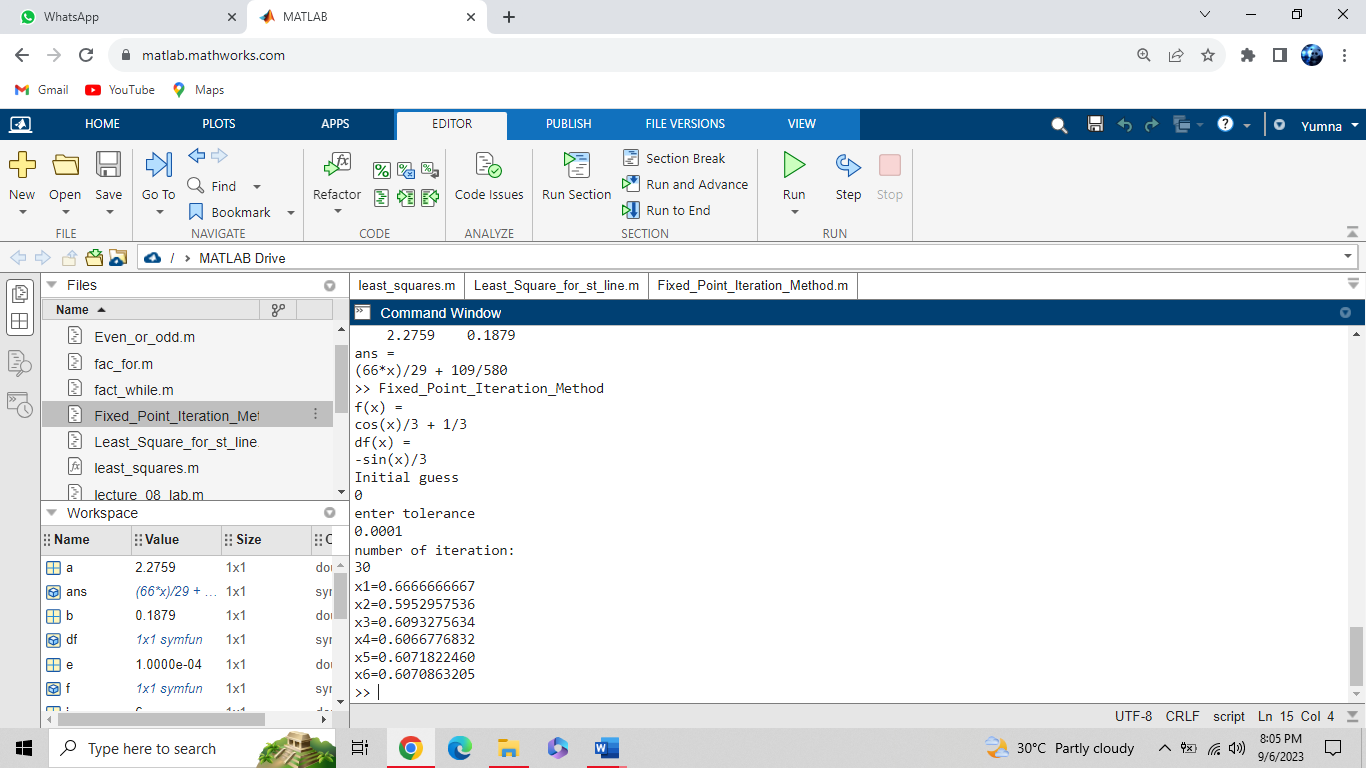 WhatsApp
MATLAB
matlab.mathworks.com
Gmail YouTube Maps
HOME PLOTS APPS EDITOR PUBLISH FILE VERSIONS VIEW Yumna
New Open Save
FILE
Go To Find Bookmark
NAVIGATE
Refactor
CODE
Code Issues
ANALYZE
Run Section Section Break
Run and Advance
Run to End
SECTION
Run Step Stop
RUN
/ › MATLAB Drive
Files
Name
Even_or_odd.m
fac_for.m
fact_while.m
Fixed_Point_Iteration_Met
Least_Square_for_st_line.
least_squares.m
lecture_08_lab.m
Workspace
Name Value Size C
a 2.2759 1x1 dou
ans (66*x)/29 + ... 1x1 syr
b 0.1879 1x1 dou
df 1x1 symfun 1x1 syr
e 1.0000e-04 1x1 dou
f 1x1 symfun 1x1 syr
least_squares.m Least_Square_for_st_line.m Fixed_Point_Iteration_Method.m
Command Window
2.2759 0.1879
ans =
(66*x)/29 + 109/580
>> Fixed_Point_Iteration_Method
f(x) =
cos(x)/3 + 1/3
df(x) =
-sin(x)/3
Initial guess
0
enter tolerance
0.0001
number of iteration:
30
x1=0.6666666667
x2=0.5952957536
x3=0.6093275634
x4=0.6066776832
x5=0.6071822460
x6=0.6070863205
>>
UTF-8 CRLF script Ln 15 Col 4
Type here to search
30°C Partly cloudy
8:05 PM
9/6/2023